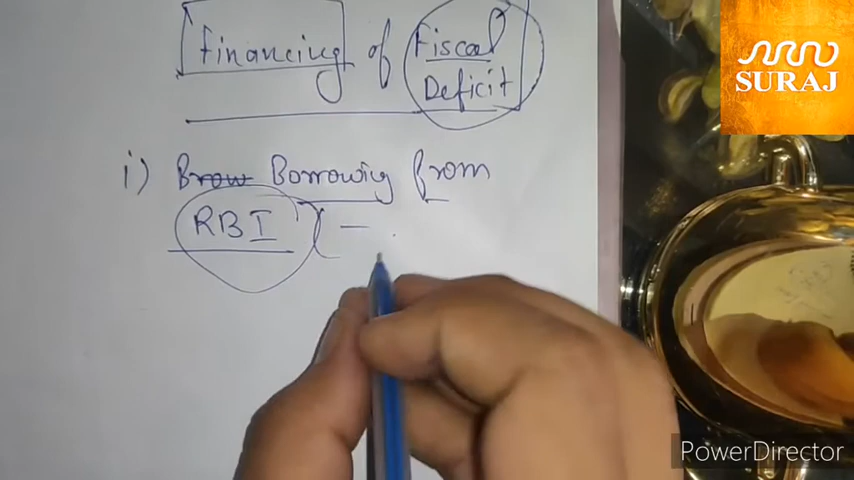 Financing of Fiscal
Deficit
i) Brow Borrowing from
RBI ( -
SURAJ
PowerDirector